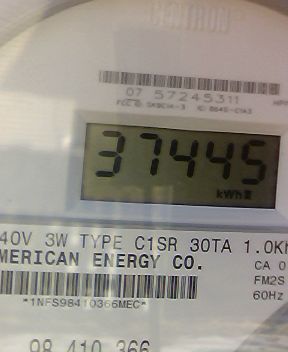 CENTRON
07 57245311
37445
kWh
40V 3W TYPE C1SR 30TA 1.0K
MERICAN ENERGY CO.
CA 0
FM2S
60Hz
*1NFS98410366MEC*
98 410 366